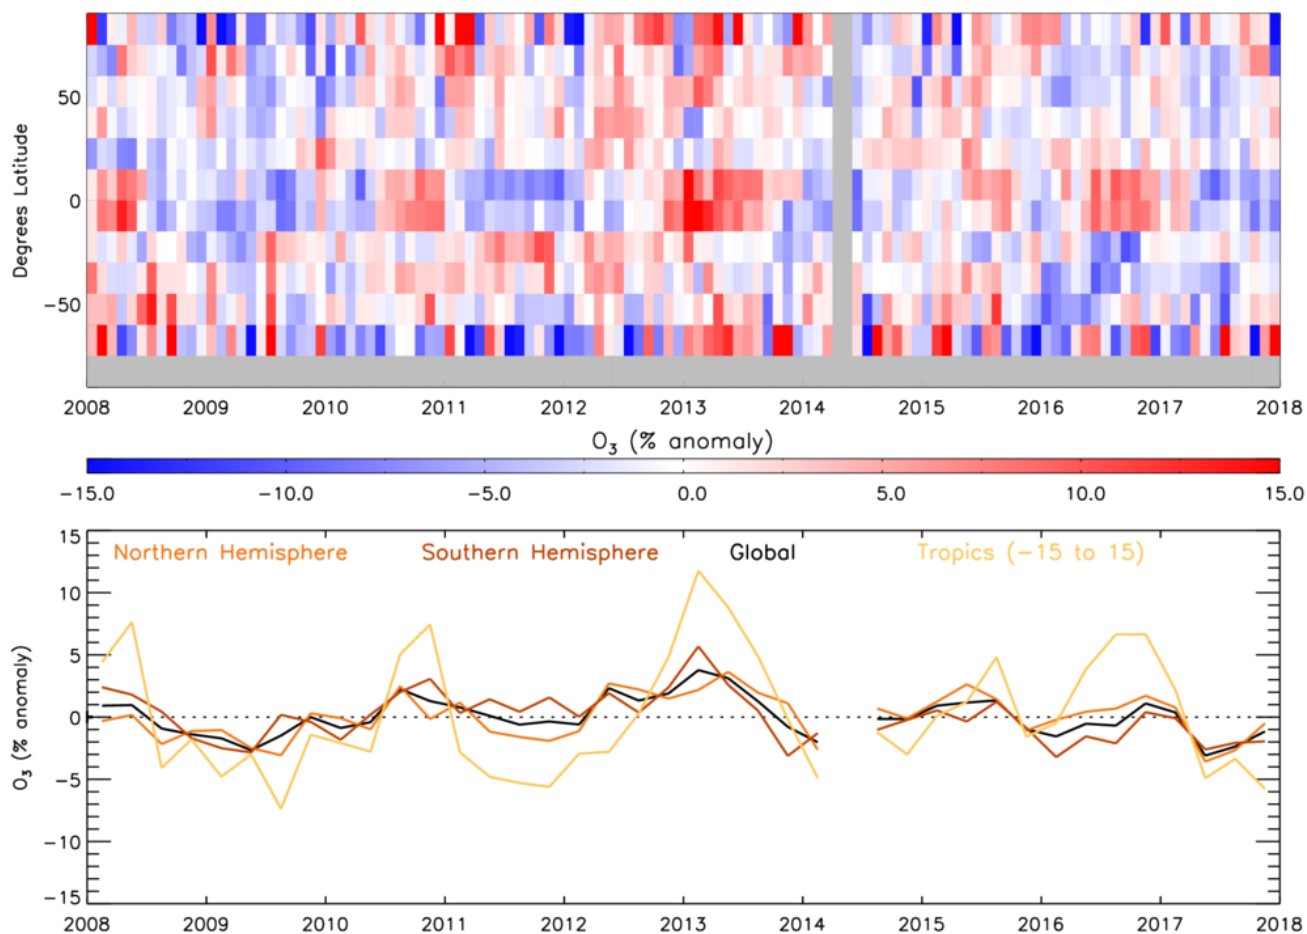 50
0
−50
Degrees Latitude
2008 2009 2010 2011 2012 2013 2014 2015 2016 2017 2018
O₃ (% anomaly)
−15.0 −10.0 −5.0 0.0 5.0 10.0 15.0
Northern Hemisphere Southern Hemisphere Global Tropics (−15 to 15)
15
10
5
0
−5
−10
−15
O₃ (% anomaly)
2008 2009 2010 2011 2012 2013 2014 2015 2016 2017 2018